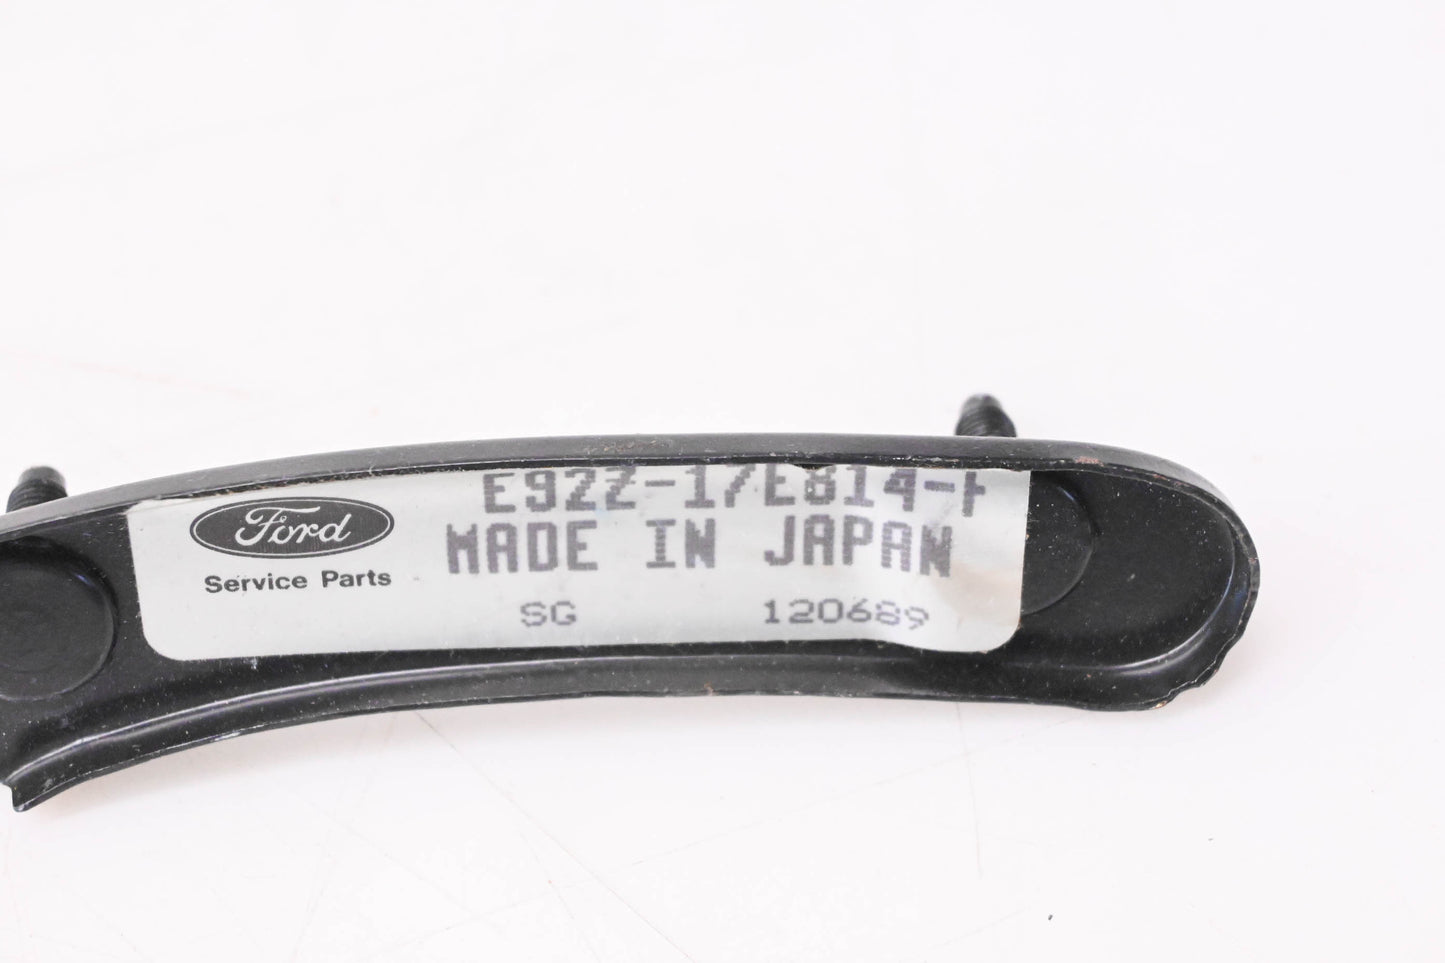 E92Z-17E814-
Ford
MADE IN JAPAN
Service Parts
SG 120689